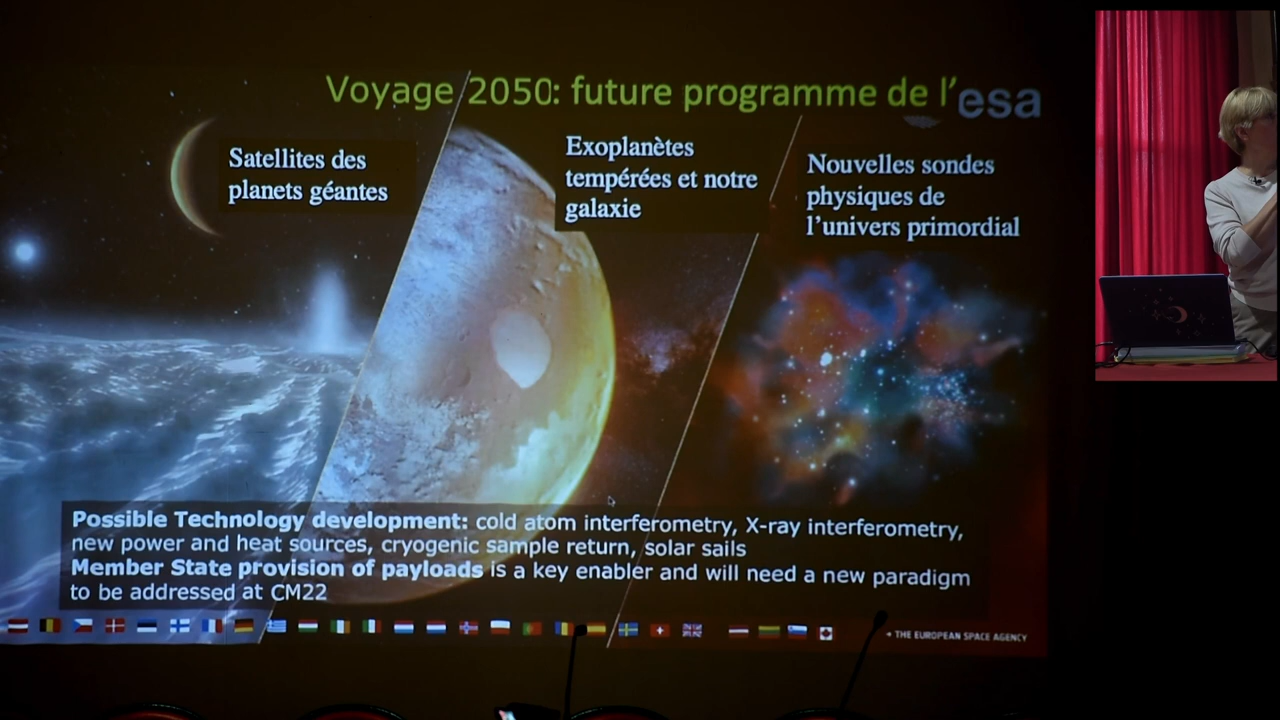 Voyage 2050: future programme de l'esa
Satellites des
planets géantes
Exoplanètes
tempérées et notre
galaxie
Nouvelles sondes
physiques de
l'univers primordial
Possible Technology development: cold atom interferometry, X-ray interferometry,
new power and heat sources, cryogenic sample return, solar sails
Member State provision of payloads is a key enabler and will need a new paradigm
to be addressed at CM22
THE EUROPEAN SPACE AGENCY